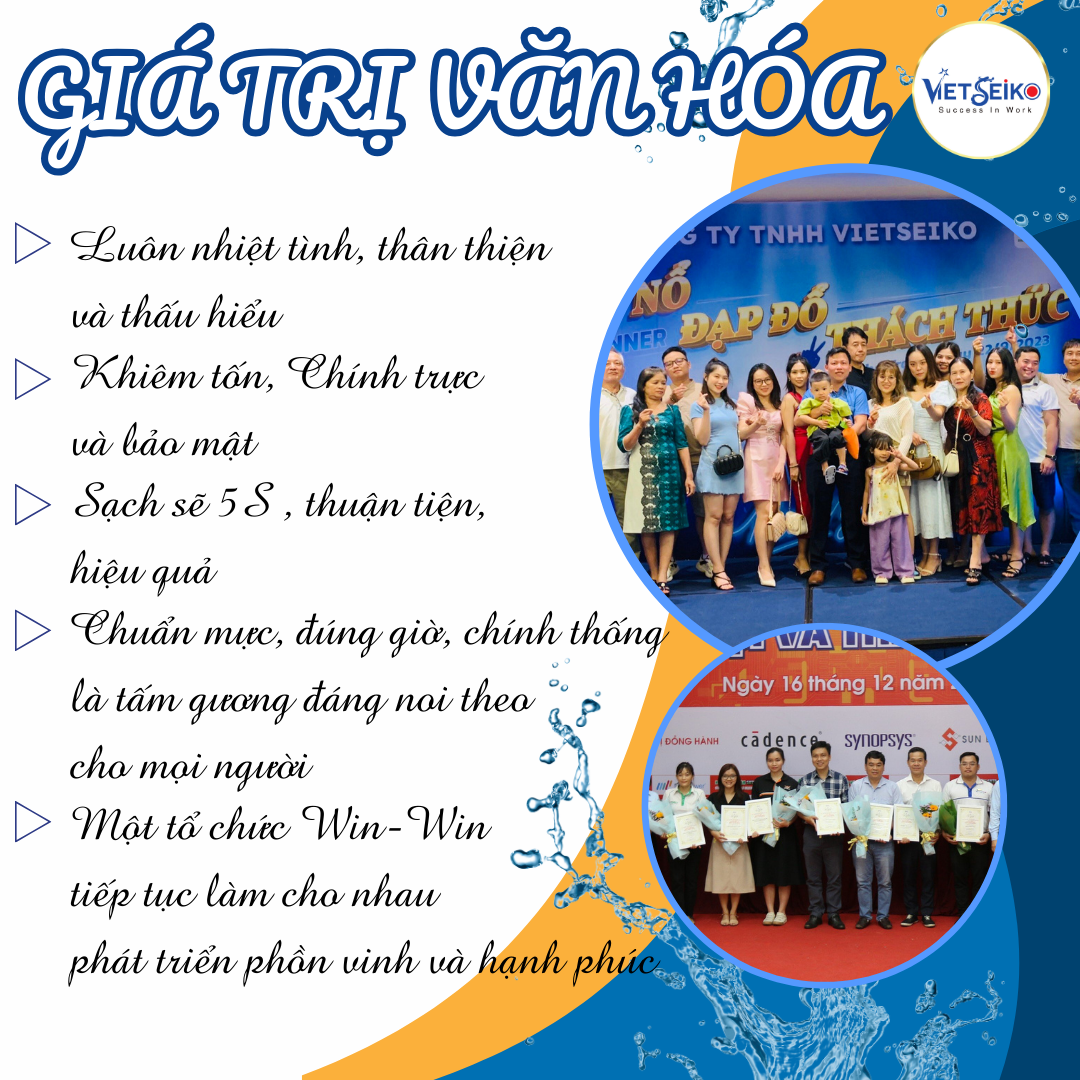 GIÁ TRỊ VĂN HÓA
VIETSEIKO
Success In Work
Luôn nhiệt tình, thân thiện
và thấu hiểu
Khiêm tốn, Chính trực
và bảo mật
Sạch sẽ 5S , thuận tiện,
hiệu quả
Chuẩn mực, đúng giờ, chính thống
là tấm gương đáng noi theo
cho mọi người
Một tổ chức Win-Win
tiếp tục làm cho nhau
phát triển phồn vinh và hạnh phúc
G TY TNHH VIETSEIKO
NỔ
NNER
ĐẠP ĐỔ
THÁCH THỨC
2023
Ngày 16 tháng 12 năm
ĐỒNG HÀNH
cādence
SYNOPSYS
SUN